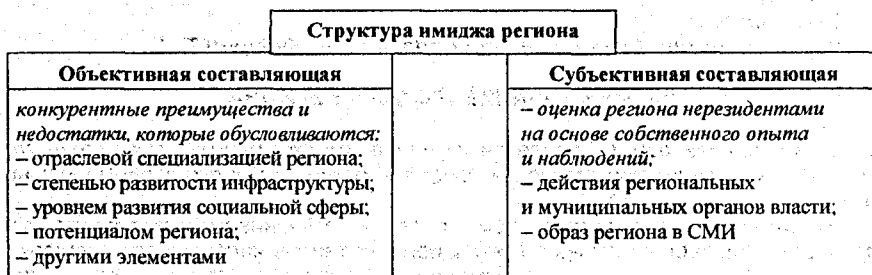 Структура имиджа региона
Объективная составляющая
конкурентные преимущества и
недостатки, которые обусловливаются:
– отраслевой специализацией региона;
– степенью развитости инфраструктуры;
– уровнем развития социальной сферы;
– потенциалом региона;
– другими элементами
Субъективная составляющая
– оценка региона нерезидентами
на основе собственного опыта
и наблюдений;
– действия региональных
и муниципальных органов власти;
– образ региона в СМИ